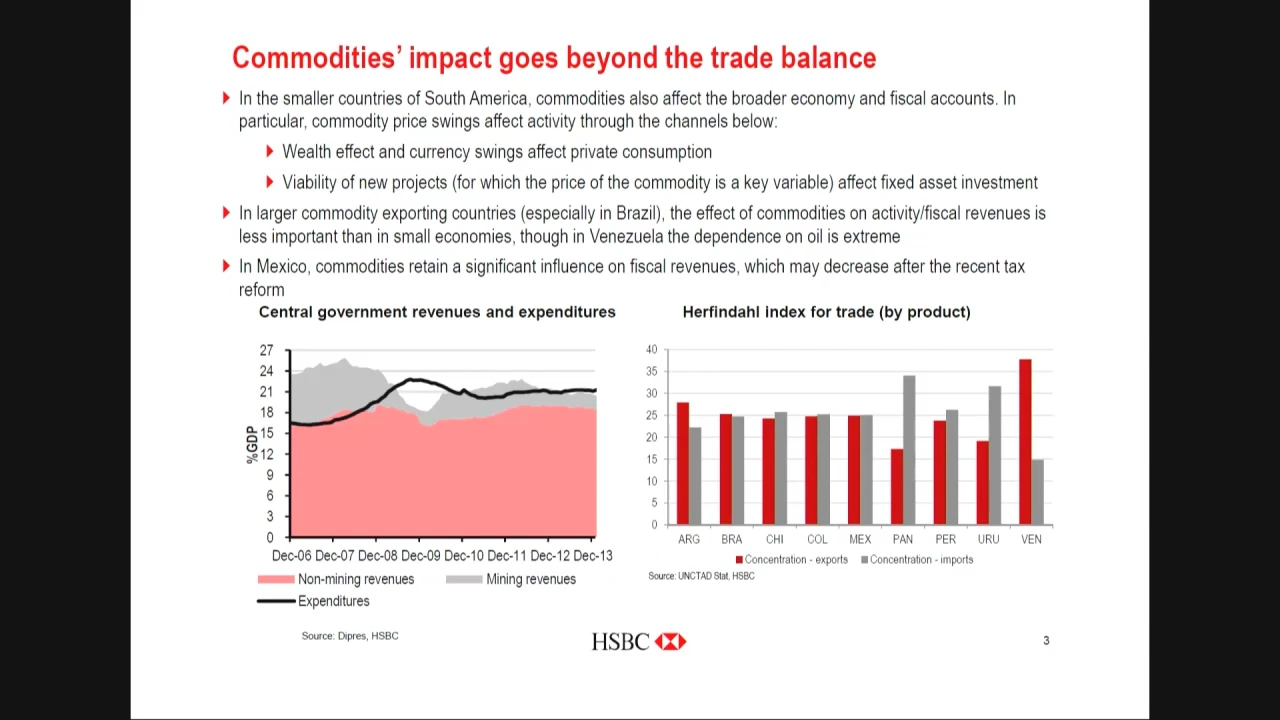 Commodities’ impact goes beyond the trade balance
In the smaller countries of South America, commodities also affect the broader economy and fiscal accounts. In
particular, commodity price swings affect activity through the channels below:
Wealth effect and currency swings affect private consumption
Viability of new projects (for which the price of the commodity is a key variable) affect fixed asset investment
In larger commodity exporting countries (especially in Brazil), the effect of commodities on activity/fiscal revenues is
less important than in small economies, though in Venezuela the dependence on oil is extreme
In Mexico, commodities retain a significant influence on fiscal revenues, which may decrease after the recent tax
reform
Central government revenues and expenditures
27
24
21
18
15
12
9
6
3
0
%GDP
Dec-06 Dec-07 Dec-08 Dec-09 Dec-10 Dec-11 Dec-12 Dec-13
Non-mining revenues
Mining revenues
Expenditures
Source: Dipres, HSBC
Herfindahl index for trade (by product)
40
35
30
25
20
15
10
5
0
ARG BRA CHI COL MEX PAN PER URU VEN
Concentration - exports
Concentration - imports
Source: UNCTAD Stat, HSBC
HSBC
3